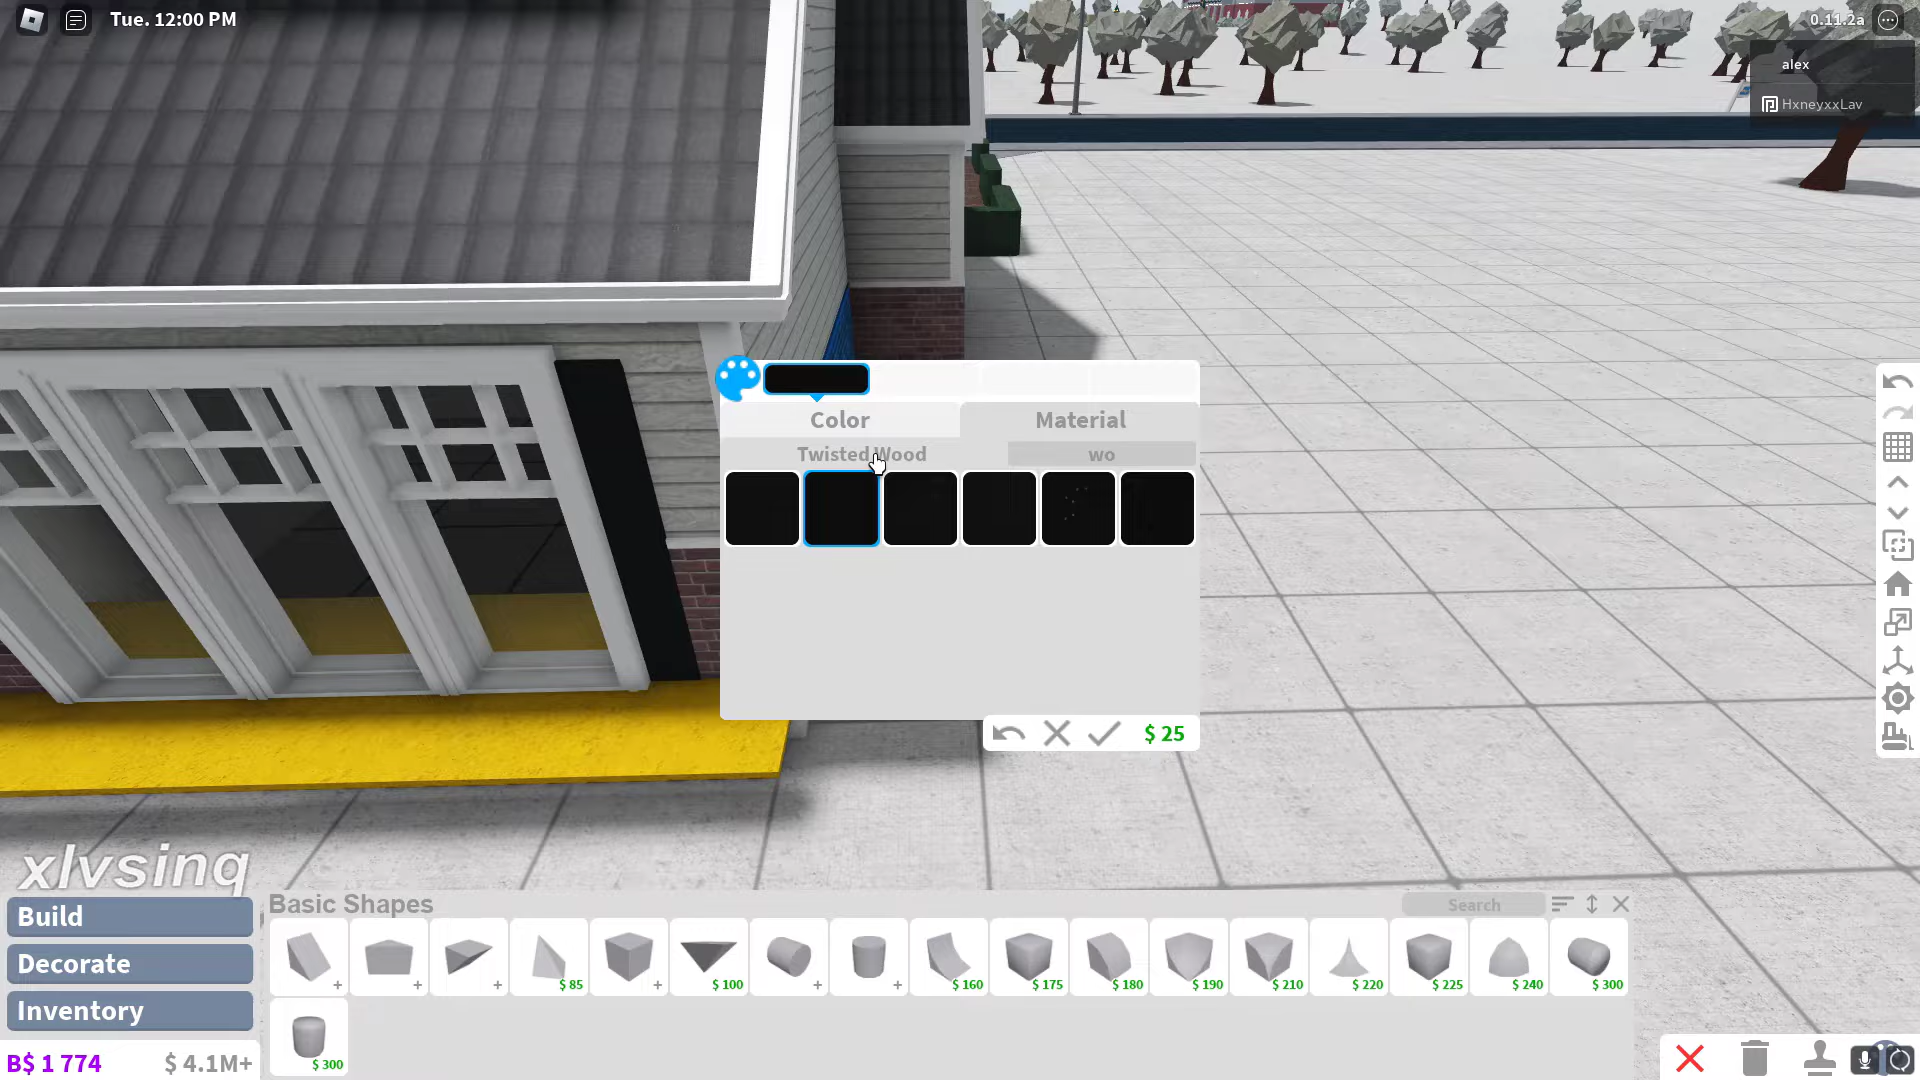 Tue. 12:00 PM
0.11.2a
alex
HxneyxxLav
Color
Material
Twisted Wood
wo
$ 25
xlvsinq
Build
Decorate
Inventory
B$ 1 774
$ 4.1M+
Basic Shapes
Search
+
+
+
$ 85
+
$ 100
+
+
$ 160
$ 175
$ 180
$ 190
$ 210
$ 220
$ 225
$ 240
$ 300
$ 300